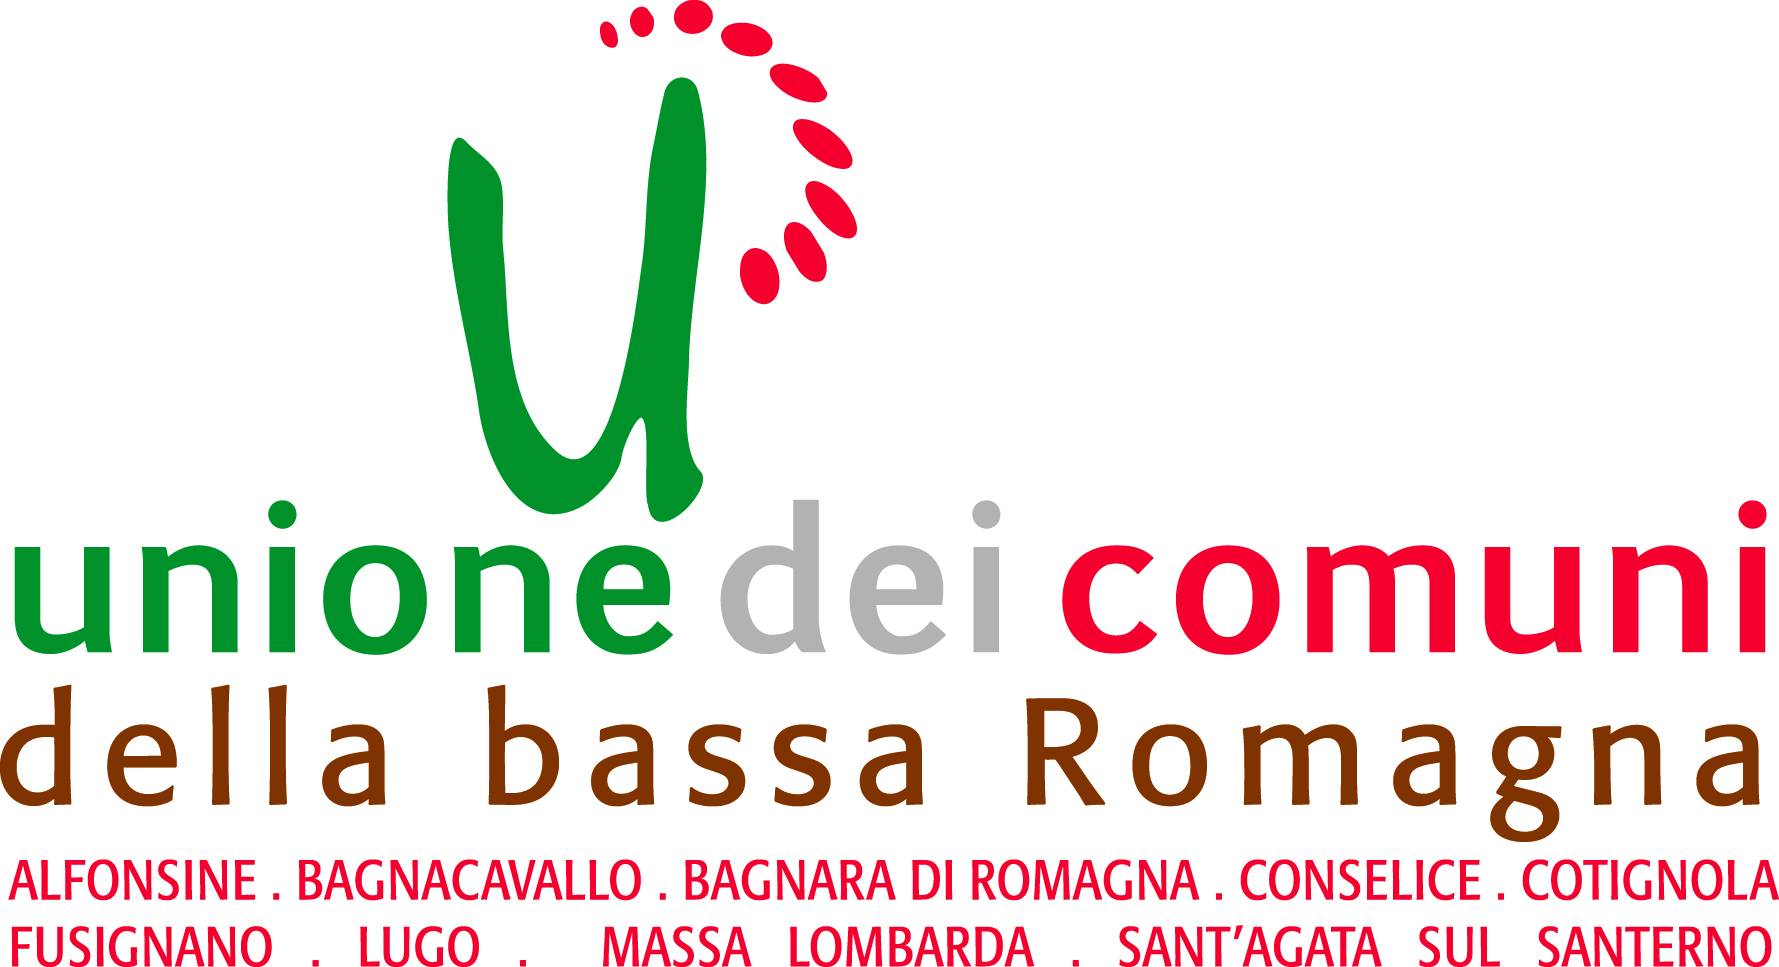 u
unione dei comuni
della bassa Romagna
ALFONSINE . BAGNACAVALLO . BAGNARA DI ROMAGNA . CONSELICE . COTIGNOLA
FUSIGNANO . LUGO . MASSA LOMBARDA . SANT'AGATA SUL SANTERNO